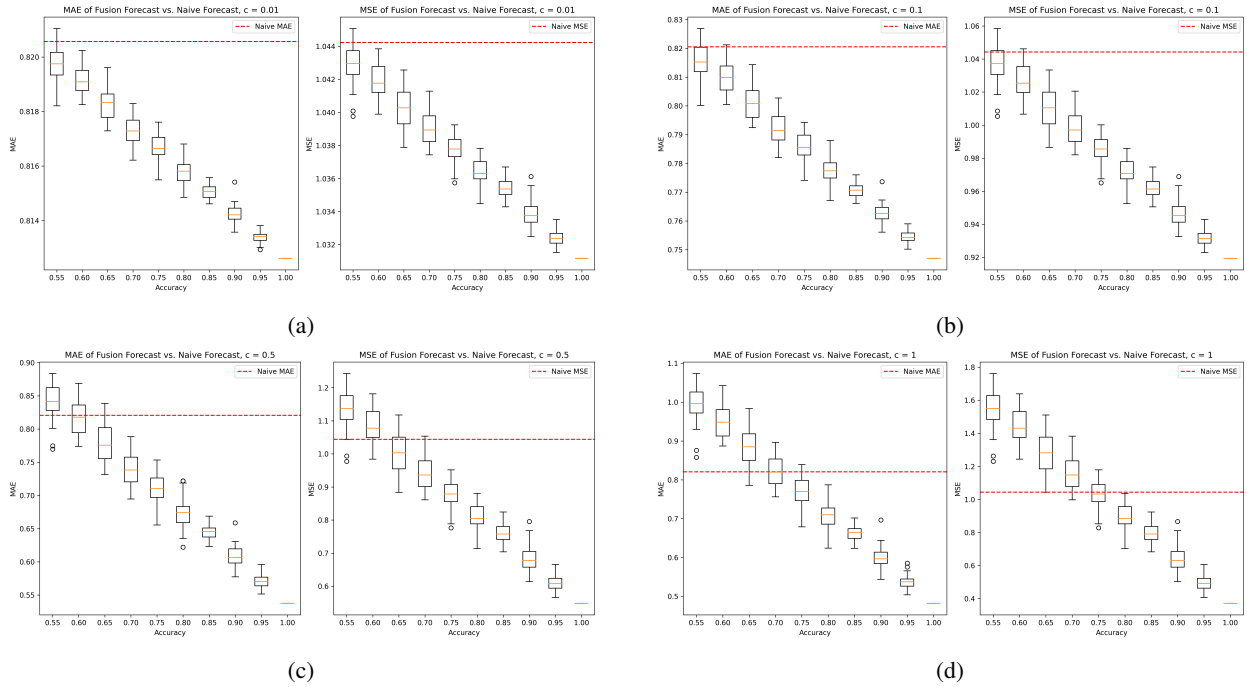 MAE of Fusion Forecast vs. Naive Forecast, c = 0.01
Naive MAE
0.820
0.818
0.816
0.814
MAE
0.55 0.60 0.65 0.70 0.75 0.80 0.85 0.90 0.95 1.00
Accuracy
MSE of Fusion Forecast vs. Naive Forecast, c = 0.01
Naive MSE
1.044
1.042
1.040
1.038
1.036
1.034
1.032
MSE
0.55 0.60 0.65 0.70 0.75 0.80 0.85 0.90 0.95 1.00
Accuracy
(a)
MAE of Fusion Forecast vs. Naive Forecast, c = 0.1
Naive MAE
0.83
0.82
0.81
0.80
0.79
0.78
0.77
0.76
0.75
MAE
0.55 0.60 0.65 0.70 0.75 0.80 0.85 0.90 0.95 1.00
Accuracy
MSE of Fusion Forecast vs. Naive Forecast, c = 0.1
Naive MSE
1.06
1.04
1.02
1.00
0.98
0.96
0.94
0.92
MSE
0.55 0.60 0.65 0.70 0.75 0.80 0.85 0.90 0.95 1.00
Accuracy
(b)
MAE of Fusion Forecast vs. Naive Forecast, c = 0.5
Naive MAE
0.90
0.85
0.80
0.75
0.70
0.65
0.60
0.55
MAE
0.55 0.60 0.65 0.70 0.75 0.80 0.85 0.90 0.95 1.00
Accuracy
MSE of Fusion Forecast vs. Naive Forecast, c = 0.5
Naive MSE
1.2
1.1
1.0
0.9
0.8
0.7
0.6
MSE
0.55 0.60 0.65 0.70 0.75 0.80 0.85 0.90 0.95 1.00
Accuracy
(c)
MAE of Fusion Forecast vs. Naive Forecast, c = 1
Naive MAE
1.1
1.0
0.9
0.8
0.7
0.6
0.5
MAE
0.55 0.60 0.65 0.70 0.75 0.80 0.85 0.90 0.95 1.00
Accuracy
MSE of Fusion Forecast vs. Naive Forecast, c = 1
Naive MSE
1.8
1.6
1.4
1.2
1.0
0.8
0.6
0.4
MSE
0.55 0.60 0.65 0.70 0.75 0.80 0.85 0.90 0.95 1.00
Accuracy
(d)